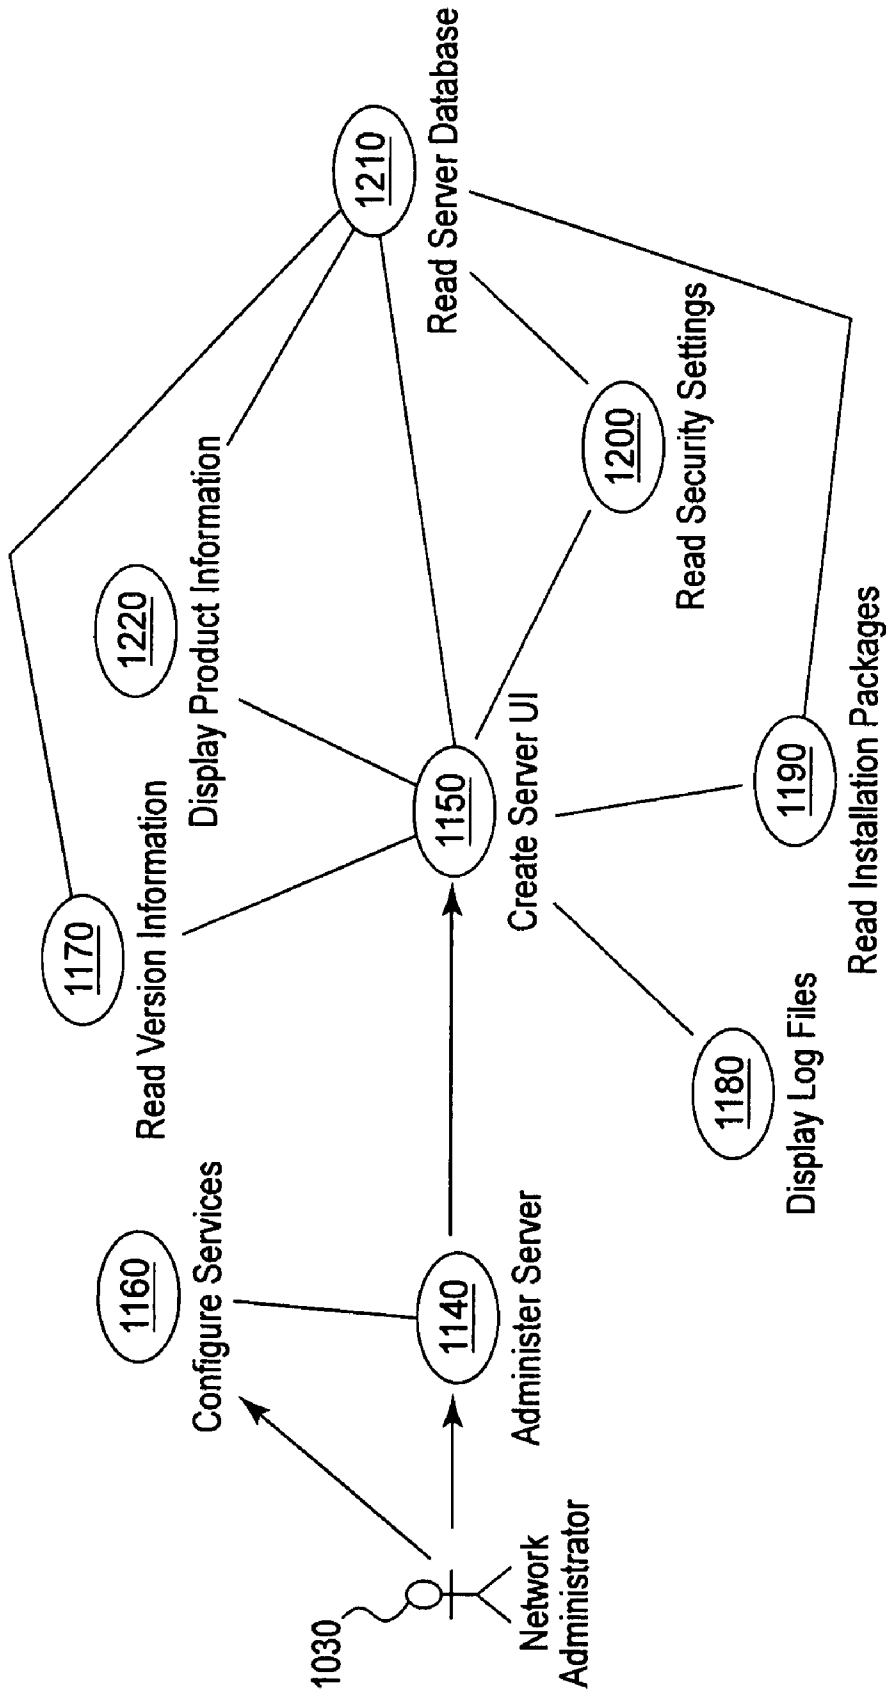 1030
Network
Administrator
1160
Configure Services
1140
Administer Server
1170
Read Version Information
1220
Display Product Information
1150
Create Server UI
1180
Display Log Files
1190
Read Installation Packages
1200
Read Security Settings
1210
Read Server Database